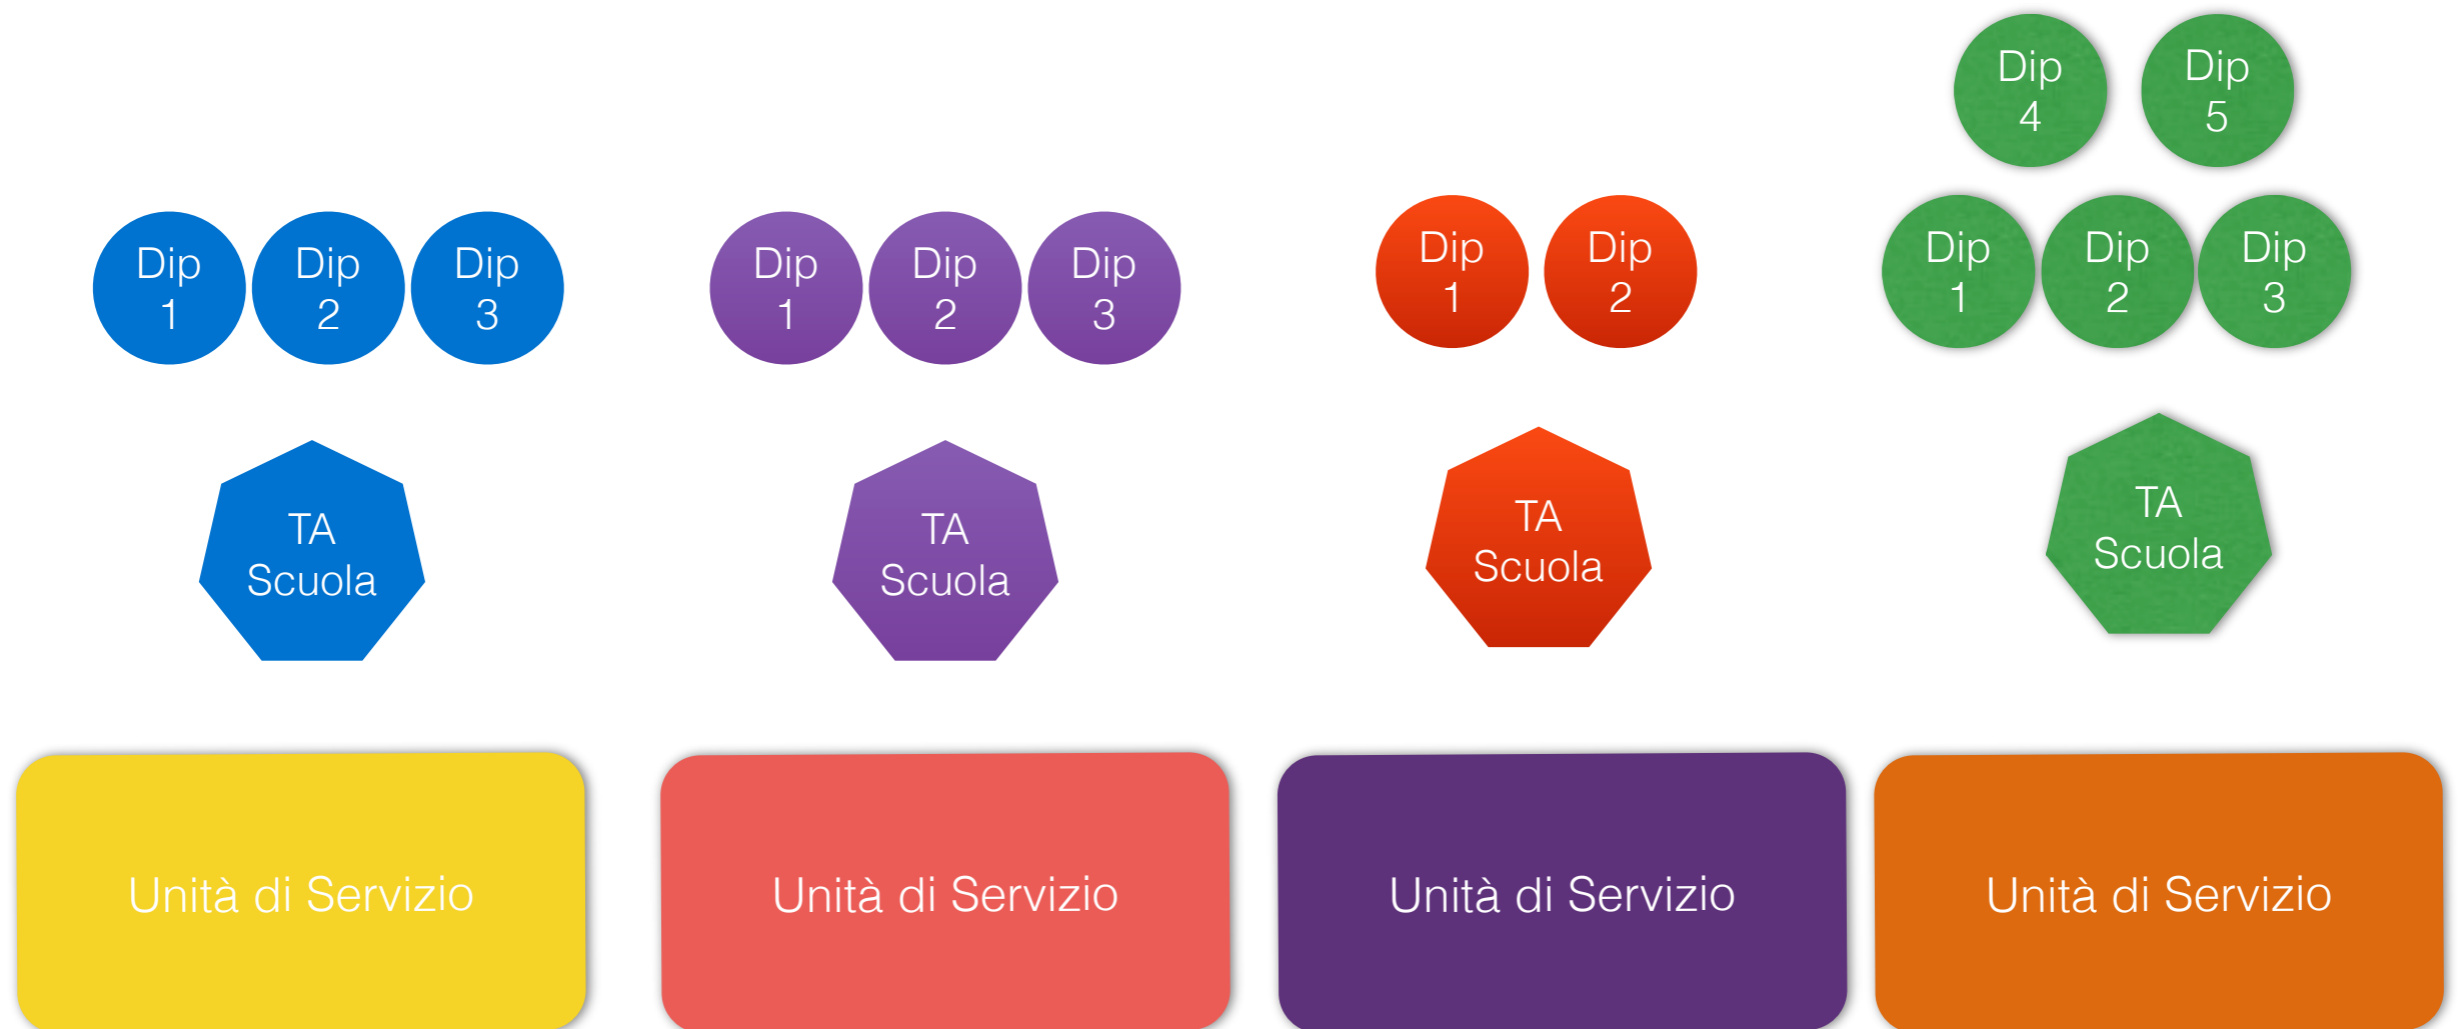 Dip
4
Dip
5
Dip
1
Dip
2
Dip
3
Dip
1
Dip
2
Dip
3
Dip
1
Dip
2
Dip
1
Dip
2
Dip
3
TA
Scuola
TA
Scuola
TA
Scuola
TA
Scuola
Unità di Servizio
Unità di Servizio
Unità di Servizio
Unità di Servizio